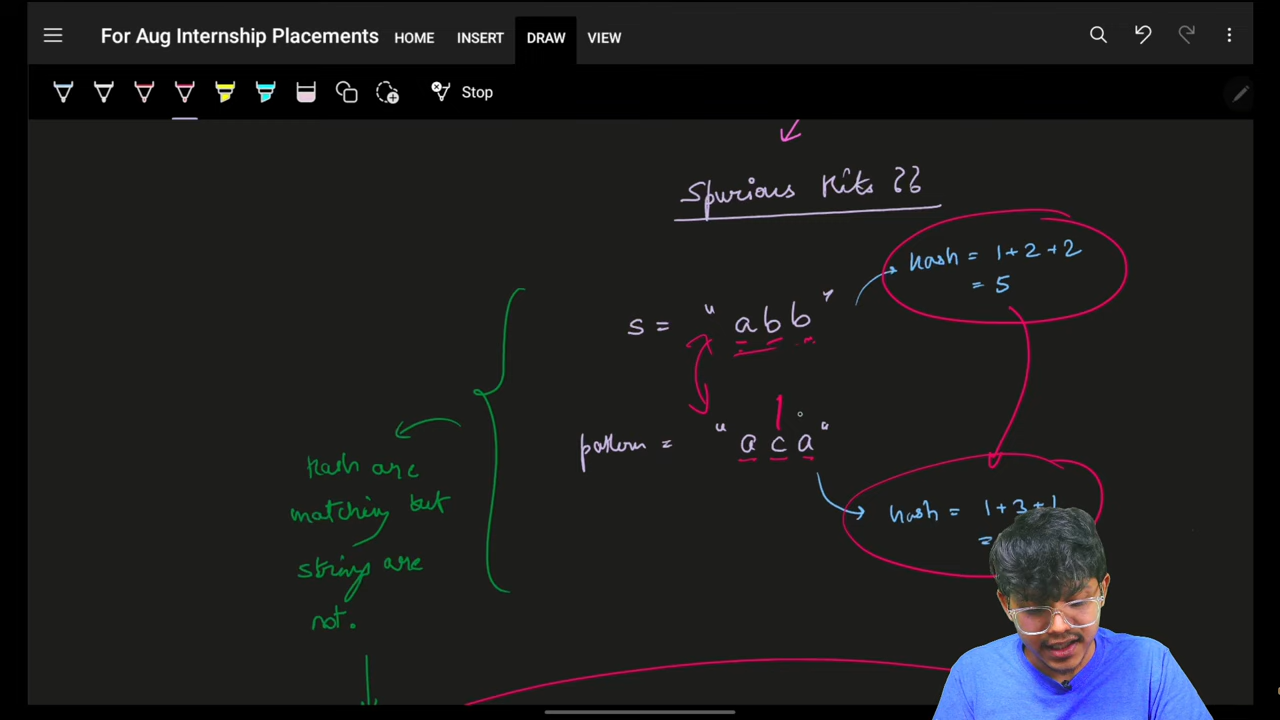 For Aug Internship Placements HOME INSERT DRAW VIEW
Stop
Spurious Hits ??
hash = 1+2+2
= 5
s = "abb"
pattern = "aca"
hash are
matching but
strings are
not.
hash = 1+3+1
=